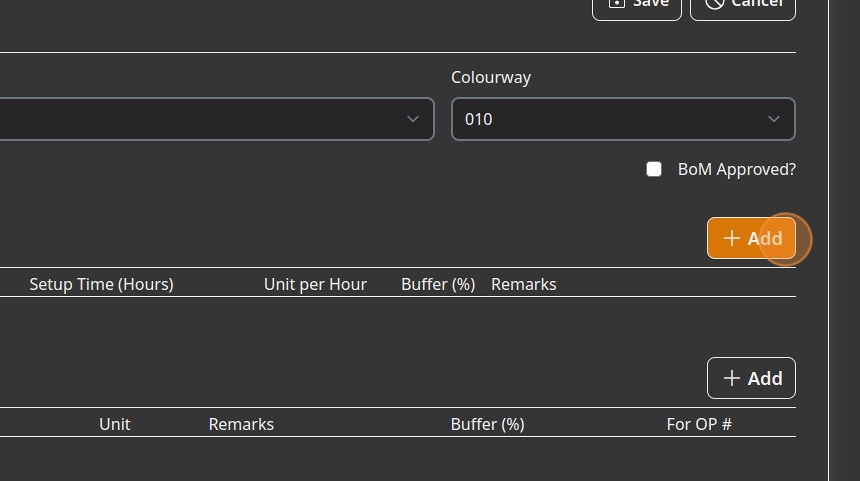 Save Cancel
Colourway
010
BoM Approved?
Add
Setup Time (Hours) Unit per Hour Buffer (%) Remarks
Add
Unit Remarks Buffer (%) For OP #